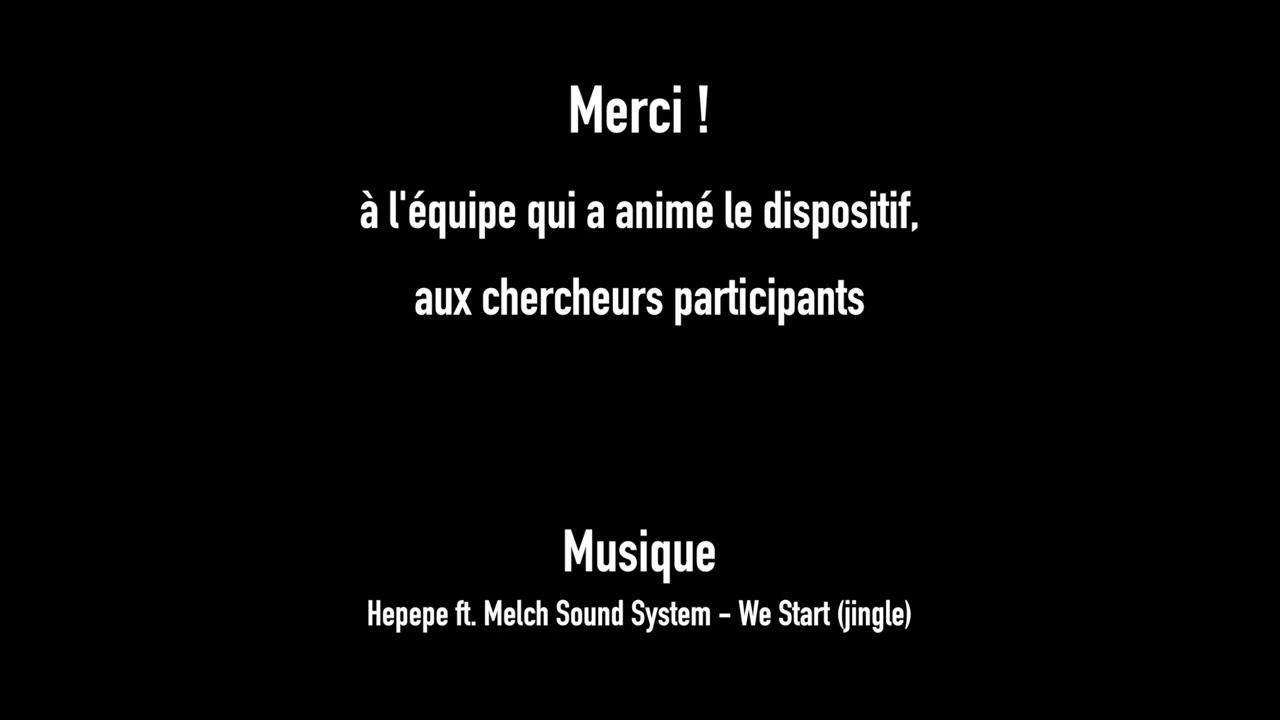 Merci !
à l'équipe qui a animé le dispositif,
aux chercheurs participants
Musique
Hepepe ft. Melch Sound System - We Start (jingle)